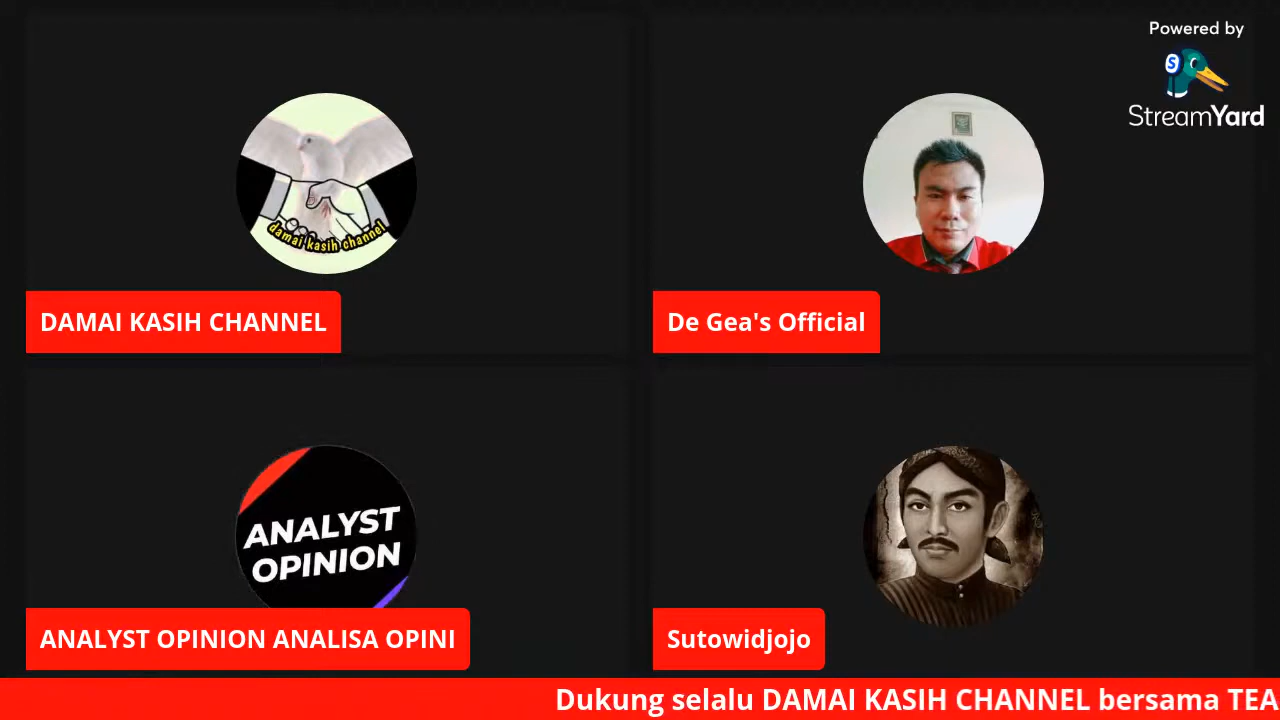 Powered by
S
StreamYard
damai kasih channel
DAMAI KASIH CHANNEL
De Gea's Official
ANALYST
OPINION
ANALYST OPINION ANALISA OPINI
Sutowidjojo
Dukung selalu DAMAI KASIH CHANNEL bersama TEA